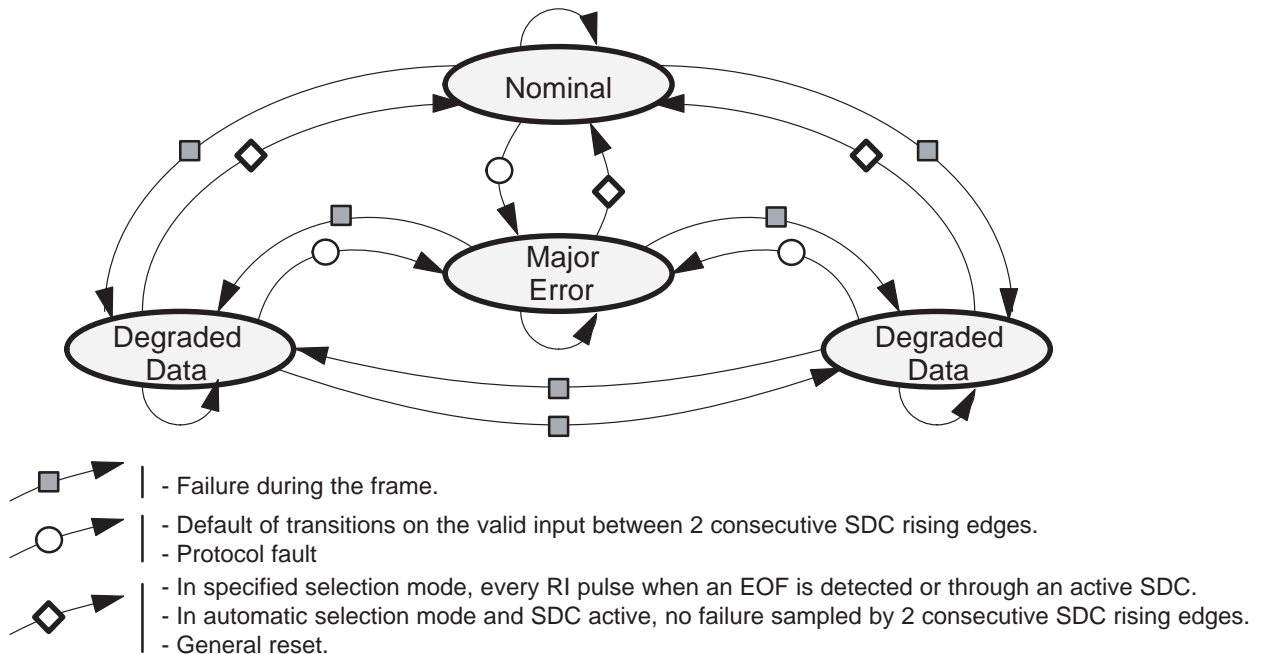 Nominal
Major
Error
Degraded
Data
Degraded
Data
- Failure during the frame.
- Default of transitions on the valid input between 2 consecutive SDC rising edges.
- Protocol fault
- In specified selection mode, every RI pulse when an EOF is detected or through an active SDC.
- In automatic selection mode and SDC active, no failure sampled by 2 consecutive SDC rising edges.
- General reset.